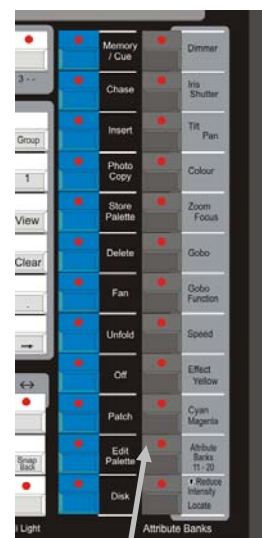 3 - -
Group
1
View
Clear
.
Snap
Back
i Light
Memory
/ Cue
Chase
Insert
Photo
Copy
Store
Palette
Delete
Fan
Unfold
Off
Patch
Edit
Palette
Disk
Dimmer
Iris
Shutter
Tilt
Pan
Colour
Zoom
Focus
Gobo
Gobo
Function
Speed
Effect
Yellow
Cyan
Magenta
Attribute
Banks
11 - 20
Reduce
Intensity
Locate
Attribute Banks